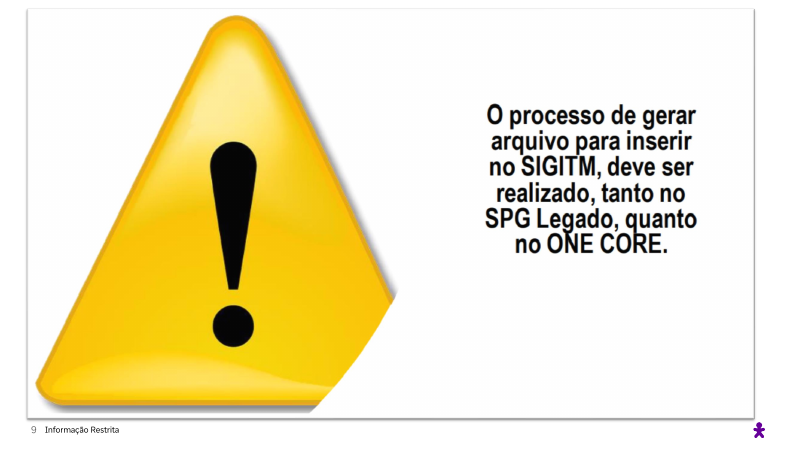 O processo de gerar
arquivo para inserir
no SIGITM, deve ser
realizado, tanto no
SPG Legado, quanto
no ONE CORE.
9 Informação Restrita